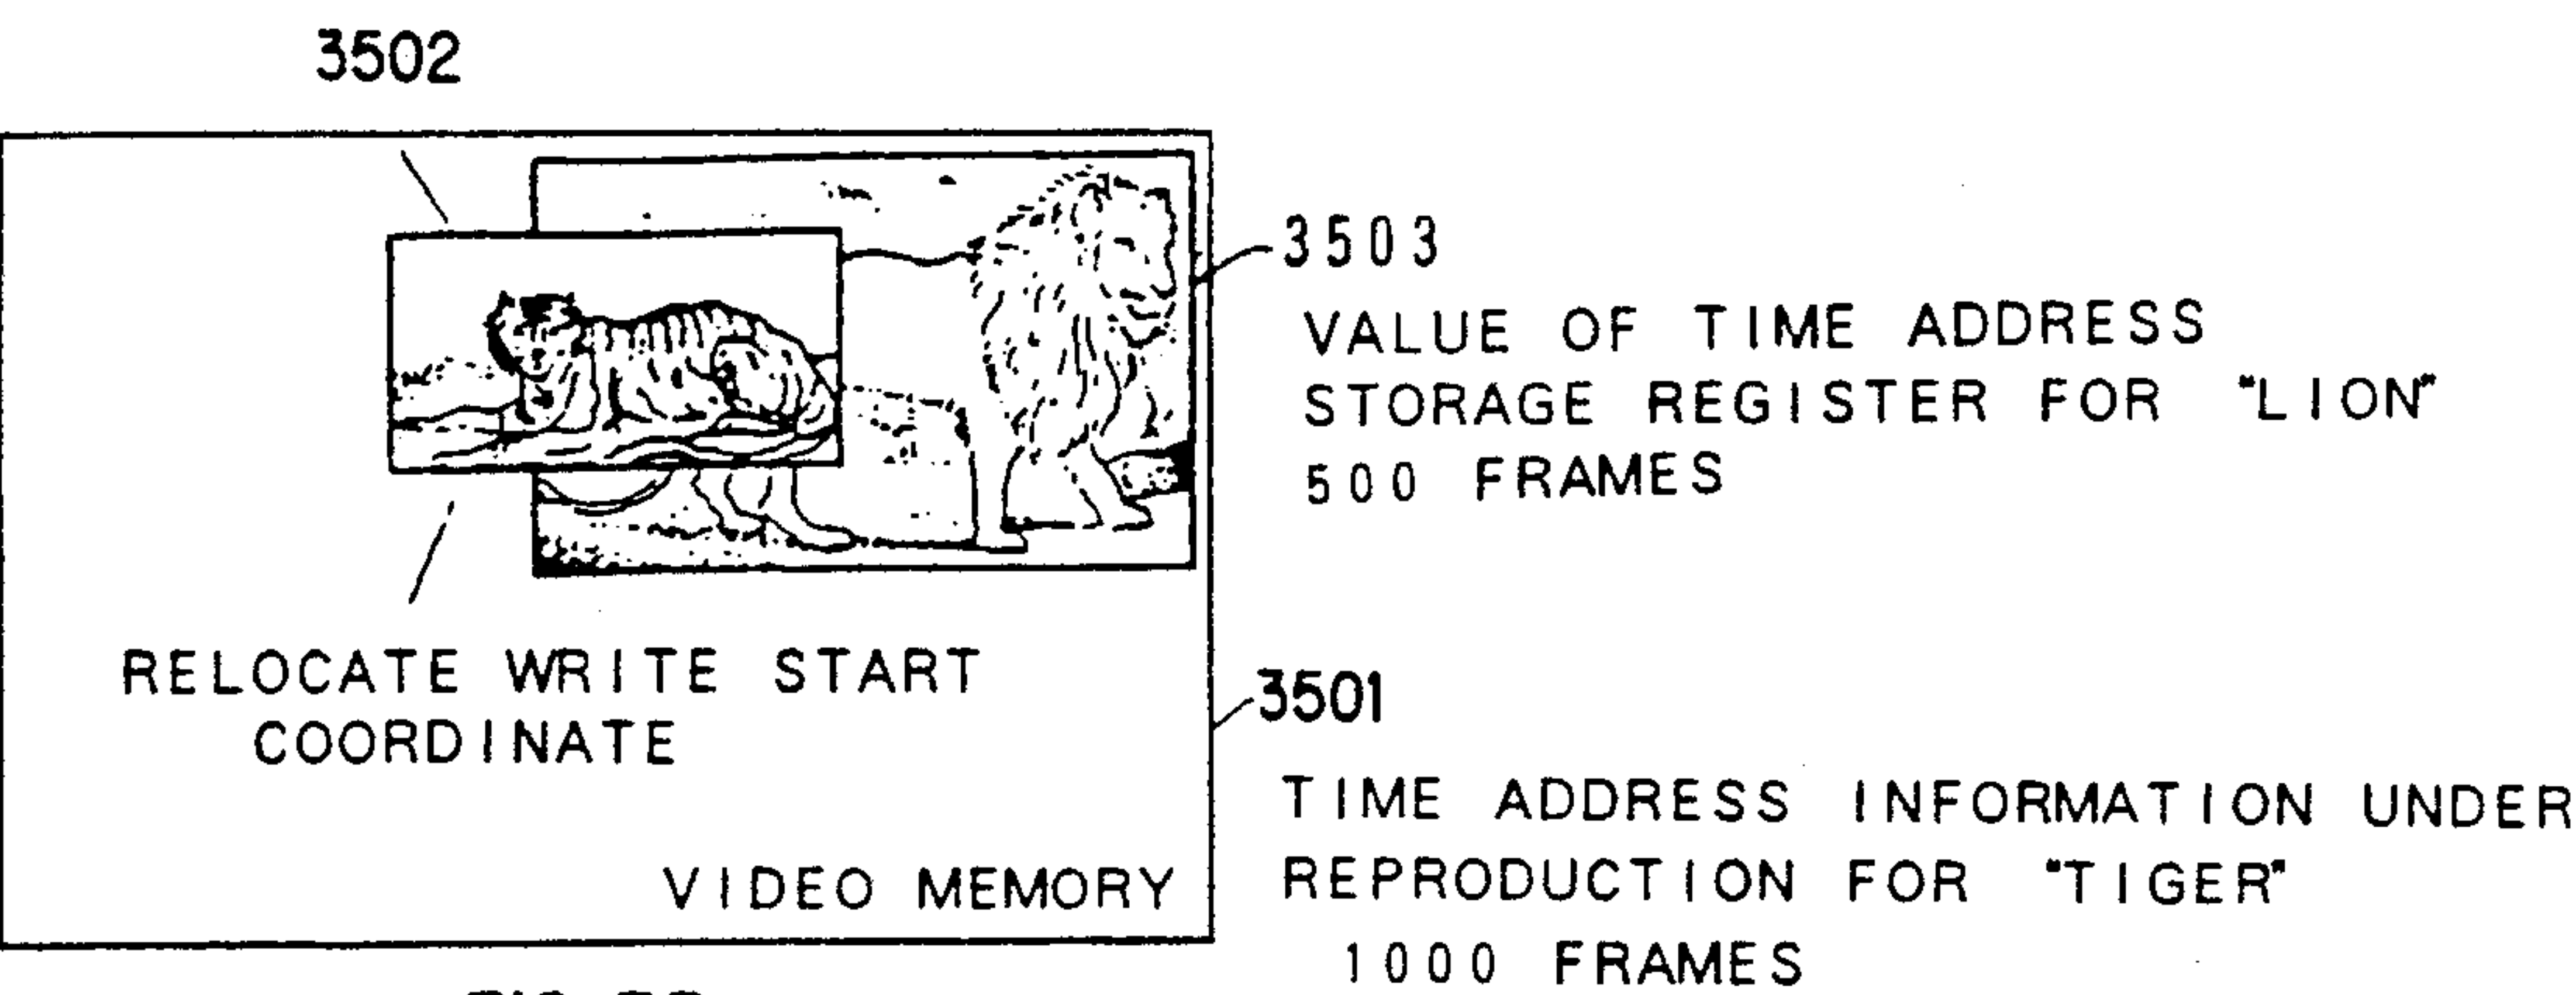 3502
3503
VALUE OF TIME ADDRESS
STORAGE REGISTER FOR "LION"
500 FRAMES
RELOCATE WRITE START
COORDINATE
3501
TIME ADDRESS INFORMATION UNDER
REPRODUCTION FOR "TIGER"
1000 FRAMES
VIDEO MEMORY